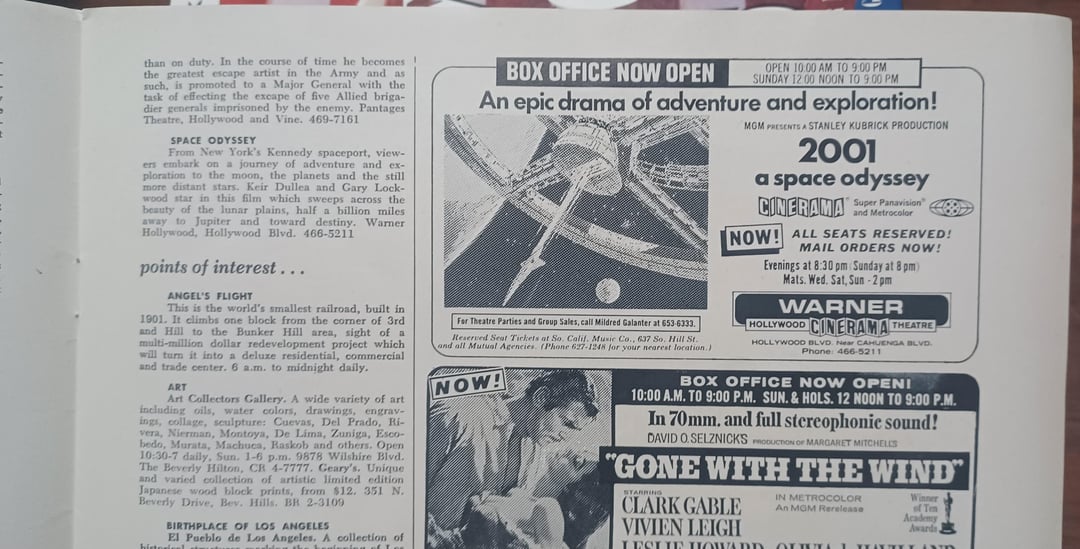 than on duty. In the course of time he becomes
the greatest escape artist in the Army and as
such, is promoted to a Major General with the
task of effecting the excape of five Allied briga-
dier generals imprisoned by the enemy. Pantages
Theatre, Hollywood and Vine. 469-7161
SPACE ODYSSEY
From New York's Kennedy spaceport, view-
ers embark on a journey of adventure and ex-
ploration to the moon, the planets and the still
more distant stars. Keir Dullea and Gary Lock-
wood star in this film which sweeps across the
beauty of the lunar plains, half a billion miles
away to Jupiter and toward destiny. Warner
Hollywood, Hollywood Blvd. 466-5211
points of interest . . .
ANGEL'S FLIGHT
This is the world's smallest railroad, built in
1901. It climbs one block from the corner of 3rd
and Hill to the Bunker Hill area, sight of a
multi-million dollar redevelopment project which
will turn it into a deluxe residential, commercial
and trade center. 6 a.m. to midnight daily.
ART
Art Collectors Gallery. A wide variety of art
including oils, water colors, drawings, engrav-
ings, collage, sculpture: Cuevas, Del Prado, Ri-
vera, Nierman, Montoya, De Lima, Zuniga, Esco-
bedo, Murata, Machuca, Raskob and others. Open
10:30-7 daily, Sun. 1-6 p.m. 9878 Wilshire Blvd.
The Beverly Hilton, CR 4-7777. Geary's. Unique
and varied collection of artistic limited edition
Japanese wood block prints, from $12. 351 N.
Beverly Drive, Bev. Hills. BR 2-3109
BIRTHPLACE OF LOS ANGELES
El Pueblo de Los Angeles. A collection of
BOX OFFICE NOW OPEN
OPEN 10:00 AM TO 9:00 PM
SUNDAY 12:00 NOON TO 9:00 PM
An epic drama of adventure and exploration!
MGM PRESENTS A STANLEY KUBRICK PRODUCTION
2001
a space odyssey
CINERAMA® Super Panavision®
and Metrocolor
NOW! ALL SEATS RESERVED!
MAIL ORDERS NOW!
Evenings at 8:30 pm (Sunday at 8 pm)
Mats. Wed. Sat, Sun - 2 pm
WARNER
HOLLYWOOD CINERAMA THEATRE
HOLLYWOOD BLVD. Near CAHUENGA BLVD.
Phone: 466-5211
For Theatre Parties and Group Sales, call Mildred Galanter at 653-6333.
Reserved Seat Tickets at So. Calif. Music Co., 637 So. Hill St.
and all Mutual Agencies. (Phone 627-1248 for your nearest location.)
NOW!
BOX OFFICE NOW OPEN!
10:00 A.M. TO 9:00 P.M. SUN. & HOLS. 12 NOON TO 9:00 P.M.
In 70mm. and full stereophonic sound!
DAVID O. SELZNICK'S PRODUCTION OF MARGARET MITCHELL'S
"GONE WITH THE WIND"
STARRING
CLARK GABLE
VIVIEN LEIGH
LESLIE HOWARD
IN METROCOLOR
An MGM Rerelease
Winner
of Ten
Academy
Awards